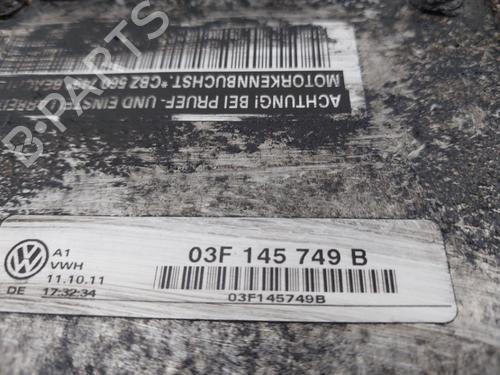 B-PARTS
ACHTUNG! BEI PRUEF- UND EINS
MOTORKENNBUCHST.*CBZ
03F 145 749 B
A1
VWH
11.10.11
DE 17:32:34
03F145749B